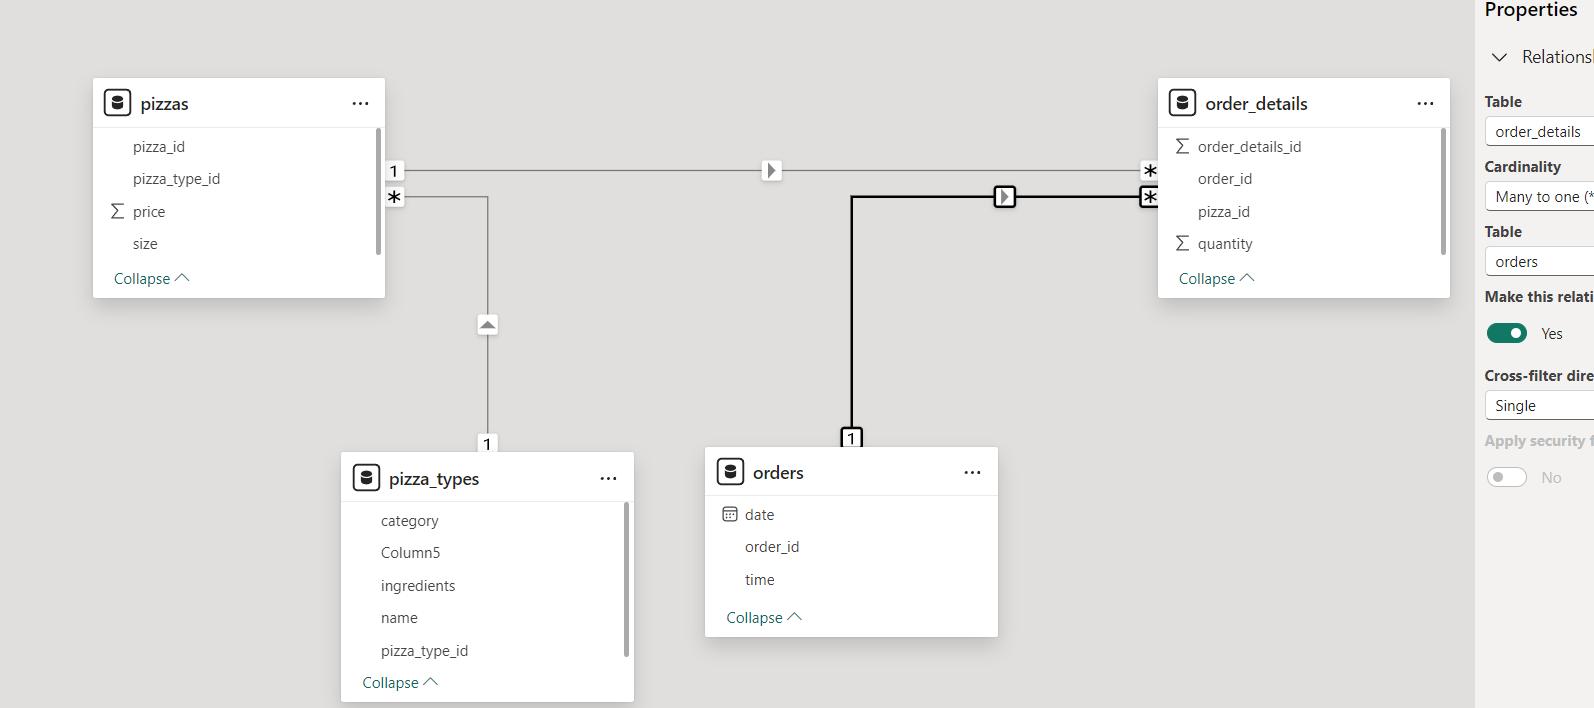 Properties
Relations
pizzas
pizza_id
pizza_type_id
price
size
Collapse
1
*
*
*
1
1
order_details
order_details_id
order_id
pizza_id
quantity
Collapse
pizza_types
category
Column5
ingredients
name
pizza_type_id
Collapse
orders
date
order_id
time
Collapse
Table
order_details
Cardinality
Many to one (*
Table
orders
Make this relati
Yes
Cross-filter dire
Single
Apply security f
No